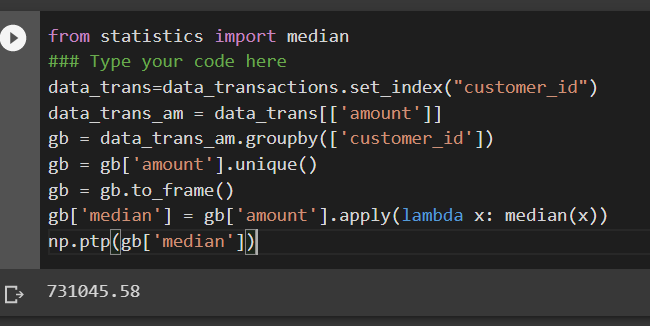 from statistics import median
### Type your code here
data_trans=data_transactions.set_index("customer_id")
data_trans_am = data_trans[['amount']]
gb = data_trans_am.groupby(['customer_id'])
gb = gb['amount'].unique()
gb = gb.to_frame()
gb['median'] = gb['amount'].apply(lambda x: median(x))
np.ptp(gb['median'])
731045.58